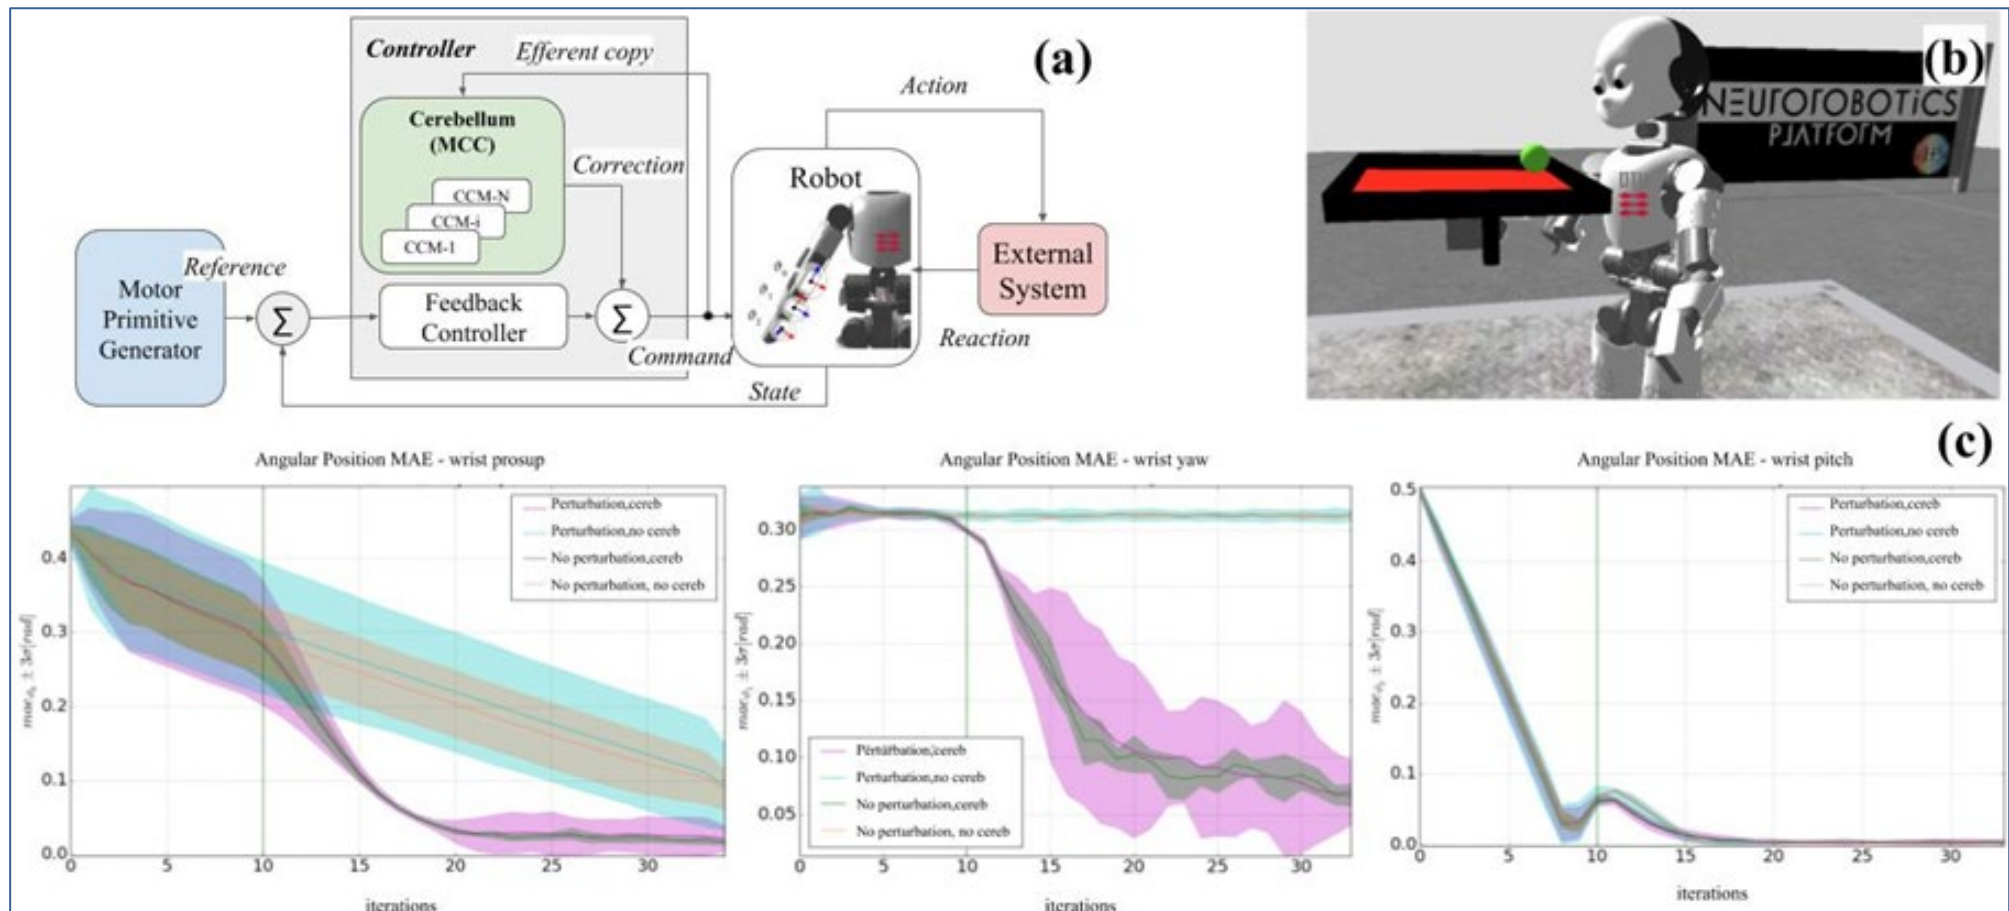 Controller
Efferent copy
(a)
Cerebellum
(MCC)
Correction
CCM-N
CCM-i
CCM-1
Action
Robot
Motor
Primitive
Generator
Reference
Σ
Feedback
Controller
Σ
Command
State
External
System
Reaction
(b)
NEUROROBOTICS
PLATFORM
(c)
Angular Position MAE - wrist prosup
Perturbation,cereb
Perturbation,no cereb
No perturbation,cereb
No perturbation, no cereb
0.4
0.3
0.2
0.1
0.0
0 5 10 15 20 25 30
iterations
Angular Position MAE - wrist yaw
0.30
0.25
0.20
0.15
0.10
0.05
Perturbation,cereb
Perturbation,no cereb
No perturbation,cereb
No perturbation, no cereb
0 5 10 15 20 25 30
iterations
Angular Position MAE - wrist pitch
Perturbation,cereb
Perturbation,no cereb
No perturbation,cereb
No perturbation, no cereb
0.5
0.4
0.3
0.2
0.1
0.0
0 5 10 15 20 25 30
iterations